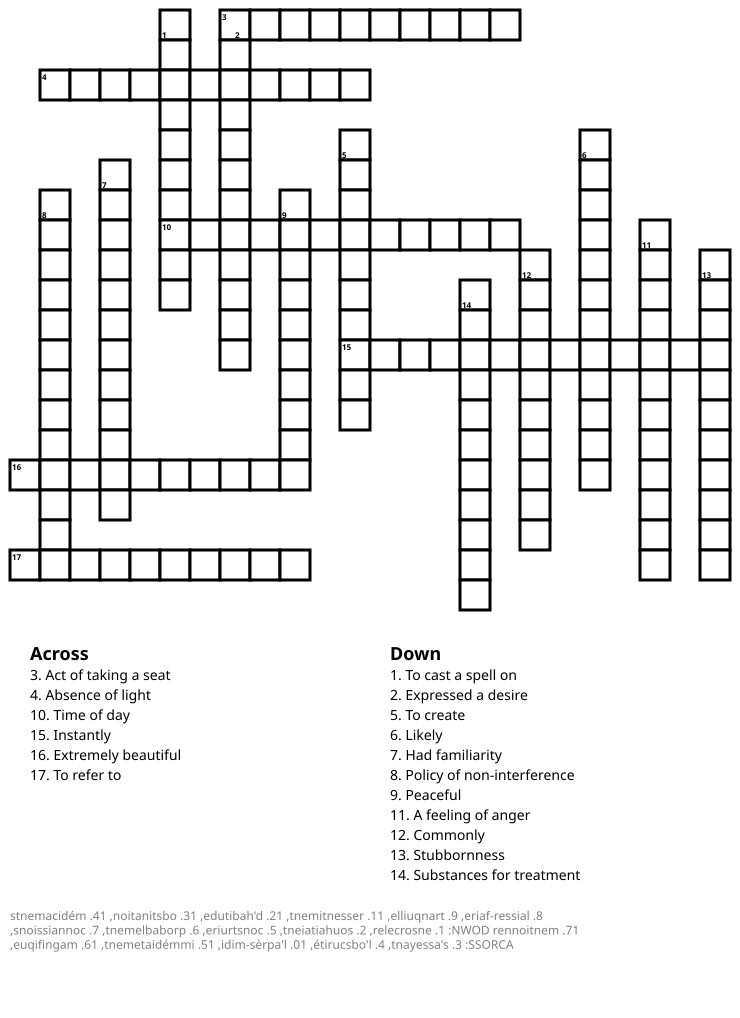 3
1
2
4
5
6
7
8
9
10
11
12
13
14
15
16
17
Across
3. Act of taking a seat
4. Absence of light
10. Time of day
15. Instantly
16. Extremely beautiful
17. To refer to
Down
1. To cast a spell on
2. Expressed a desire
5. To create
6. Likely
7. Had familiarity
8. Policy of non-interference
9. Peaceful
11. A feeling of anger
12. Commonly
13. Stubbornness
14. Substances for treatment
stnemacidém .41 ,noitanitsbo .31 ,edutibah'd .21 ,tnemitnesser .11 ,elliuqnart .9 ,eriaf-ressial .8
,snoissiannoc .7 ,tnemelbaborp .6 ,eriurtsnoc .5 ,tneiatiahuos .2 ,relecrosne .1 :NWOD rennoitnem .71
,euqifingam .61 ,tnemetaidémmi .51 ,idim-sèrpa'l .01 ,étirucsbo'l .4 ,tnayessa's .3 :SSORCA